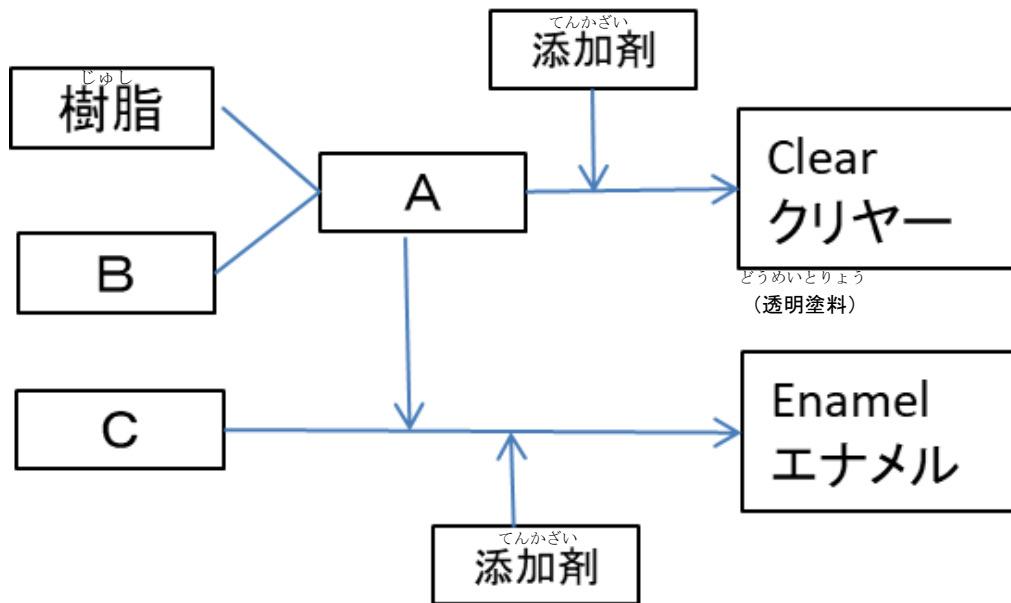 てんかざい
添加剤
じゅし
樹脂
A
Clear
クリヤー
どうめいとりょう
（透明塗料）
B
C
Enamel
エナメル
てんかざい
添加剤